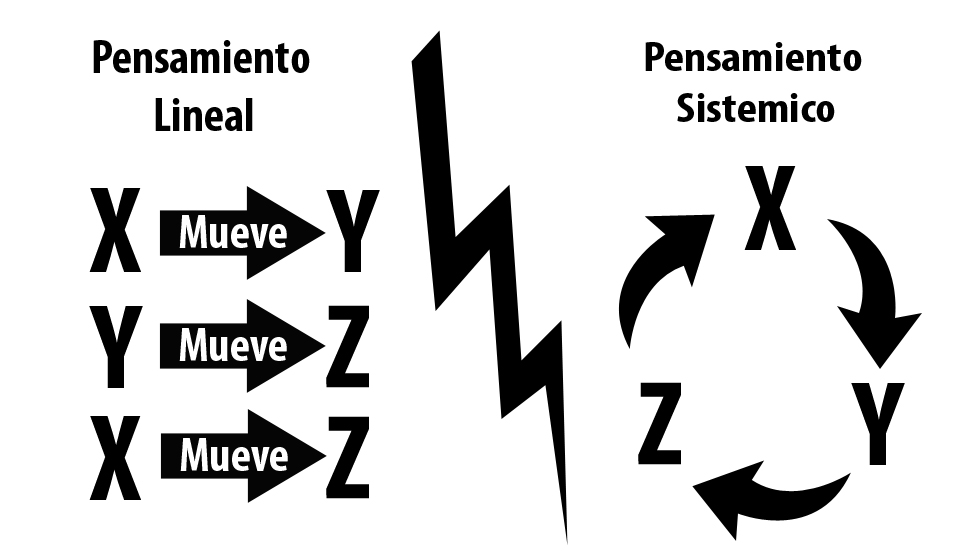 Pensamiento
Lineal
X Mueve Y
Y Mueve Z
X Mueve Z
Pensamiento
Sistemico
X
Z Y